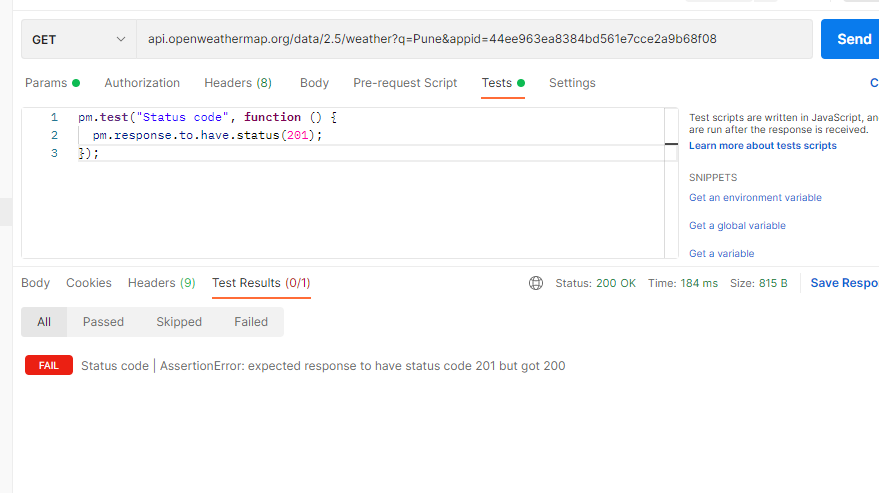 GET api.openweathermap.org/data/2.5/weather?q=Pune&appid=44ee963ea8384bd561e7cce2a9b68f08 Send
Params Authorization Headers (8) Body Pre-request Script Tests Settings C
1 pm.test("Status code", function () {
2 pm.response.to.have.status(201);
3 });
Test scripts are written in JavaScript, an
are run after the response is received.
Learn more about tests scripts
SNIPPETS
Get an environment variable
Get a global variable
Get a variable
Body Cookies Headers (9) Test Results (0/1) Status: 200 OK Time: 184 ms Size: 815 B Save Respo
All Passed Skipped Failed
FAIL Status code | AssertionError: expected response to have status code 201 but got 200